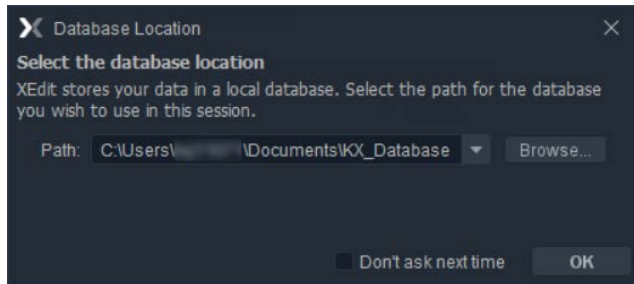 Database Location
Select the database location
XEdit stores your data in a local database. Select the path for the database
you wish to use in this session.
Path: C:\Users\ \Documents\KX_Database Browse...
Don't ask next time OK